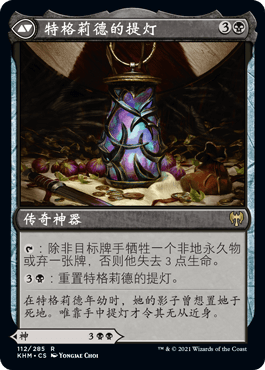 特格莉德的提灯 3
传奇神器
：除非目标牌手牺牲一个非地永久物
或弃一张牌，否则他失去3点生命。
3 ：重置特格莉德的提灯。
在特格莉德年幼时，她的影子曾想置她于
死地。唯靠手中提灯才令其无从近身。
神 3
112/285 R
KHM • CS YONGJAE CHOI
™ & © 2021 Wizards of the Coast